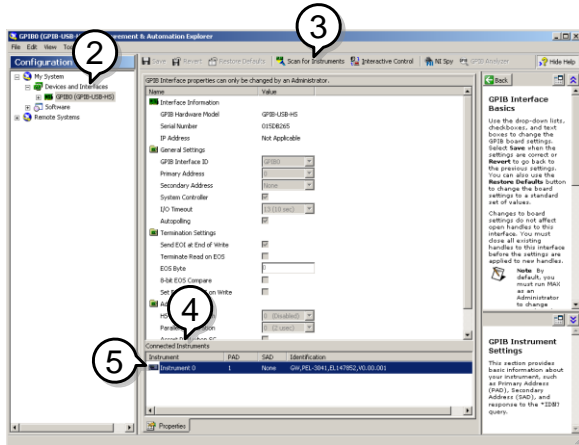 GPIB0 (GPIB-USB-HS) & Automation Explorer
File Edit View
Save Revert Restore Defaults Scan for Instruments Interactive Control NI Spy GPIB Analyzer Hide Help
3
2
Configuration
My System
Devices and Interfaces
GPIB0 (GPIB-USB-HS)
Software
Remote Systems
GPIB Interface properties can only be changed by an Administrator.
Name Value
Interface Information
GPIB Hardware Model GPIB-USB-HS
Serial Number 015DB265
IP Address Not Applicable
General Settings
GPIB Interface ID GPIB0
Primary Address 0
Secondary Address None
System Controller
I/O Timeout 13 (10 sec)
Autopolling
Termination Settings
Send EOI at End of Write
Terminate Read on EOS
EOS Byte 0
8-bit EOS Compare
Set on Write
4
0 (Disabled)
0 (2 usec)
Connected Instruments
5
Instrument PAD SAD Identification
Instrument 0 1 None GW,PEL-3041,EL147852,V0.00.001
Properties
Back
GPIB Interface
Basics
Use the drop-down lists,
checkboxes, and text
boxes to change the
GPIB board settings.
Select Save when the
settings are correct or
Revert to go back to
the previous settings.
You can also use the
Restore Defaults button
to change the board
settings to a standard
set of values.
Changes to board
settings do not affect
open handles to this
interface. You must
close all existing
handles to this interface
before the settings are
applied to new handles.
Note By
default, you
must run MAX
as an
Administrator
to change
GPIB Instrument
Settings
This section provides
basic information about
your instrument, such
as Primary Address
(PAD), Secondary
Address (SAD), and
response to the *IDN?
query.